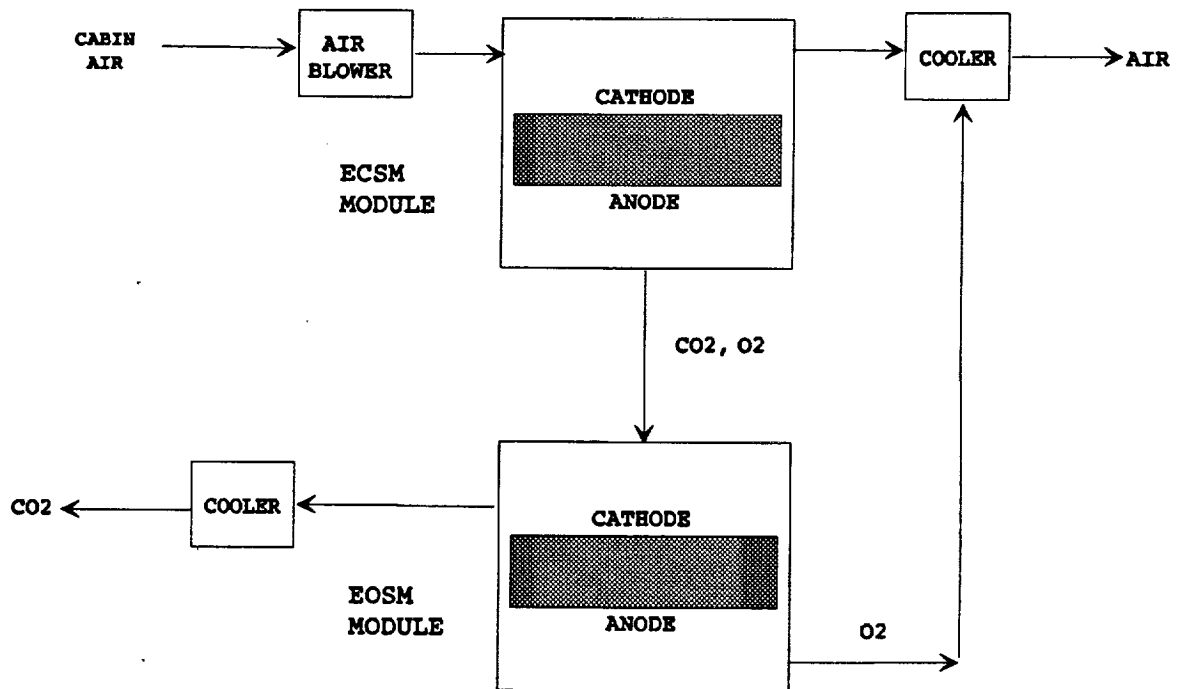 CABIN
AIR
AIR
BLOWER
CATHODE
ANODE
ECSM
MODULE
COOLER
AIR
CO2, O2
CO2
COOLER
CATHODE
ANODE
EOSM
MODULE
O2